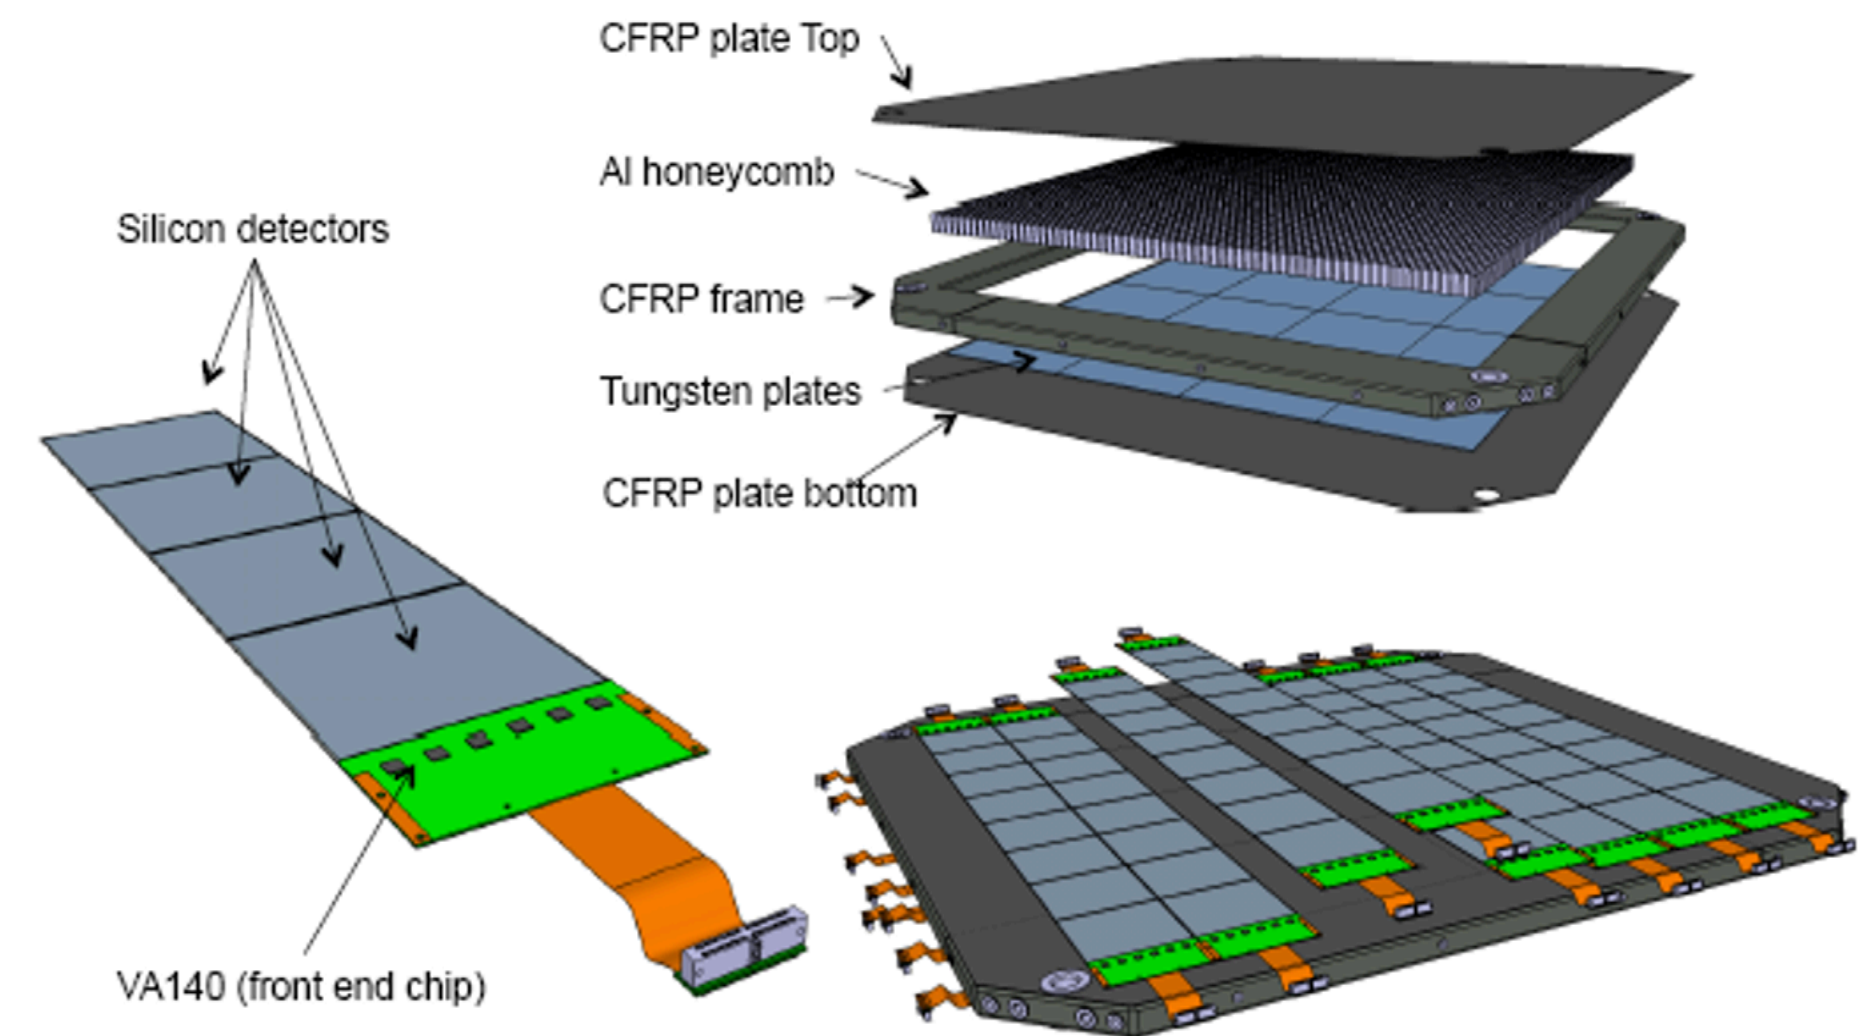 CFRP plate Top
Al honeycomb
Silicon detectors
CFRP frame
Tungsten plates
CFRP plate bottom
VA140 (front end chip)